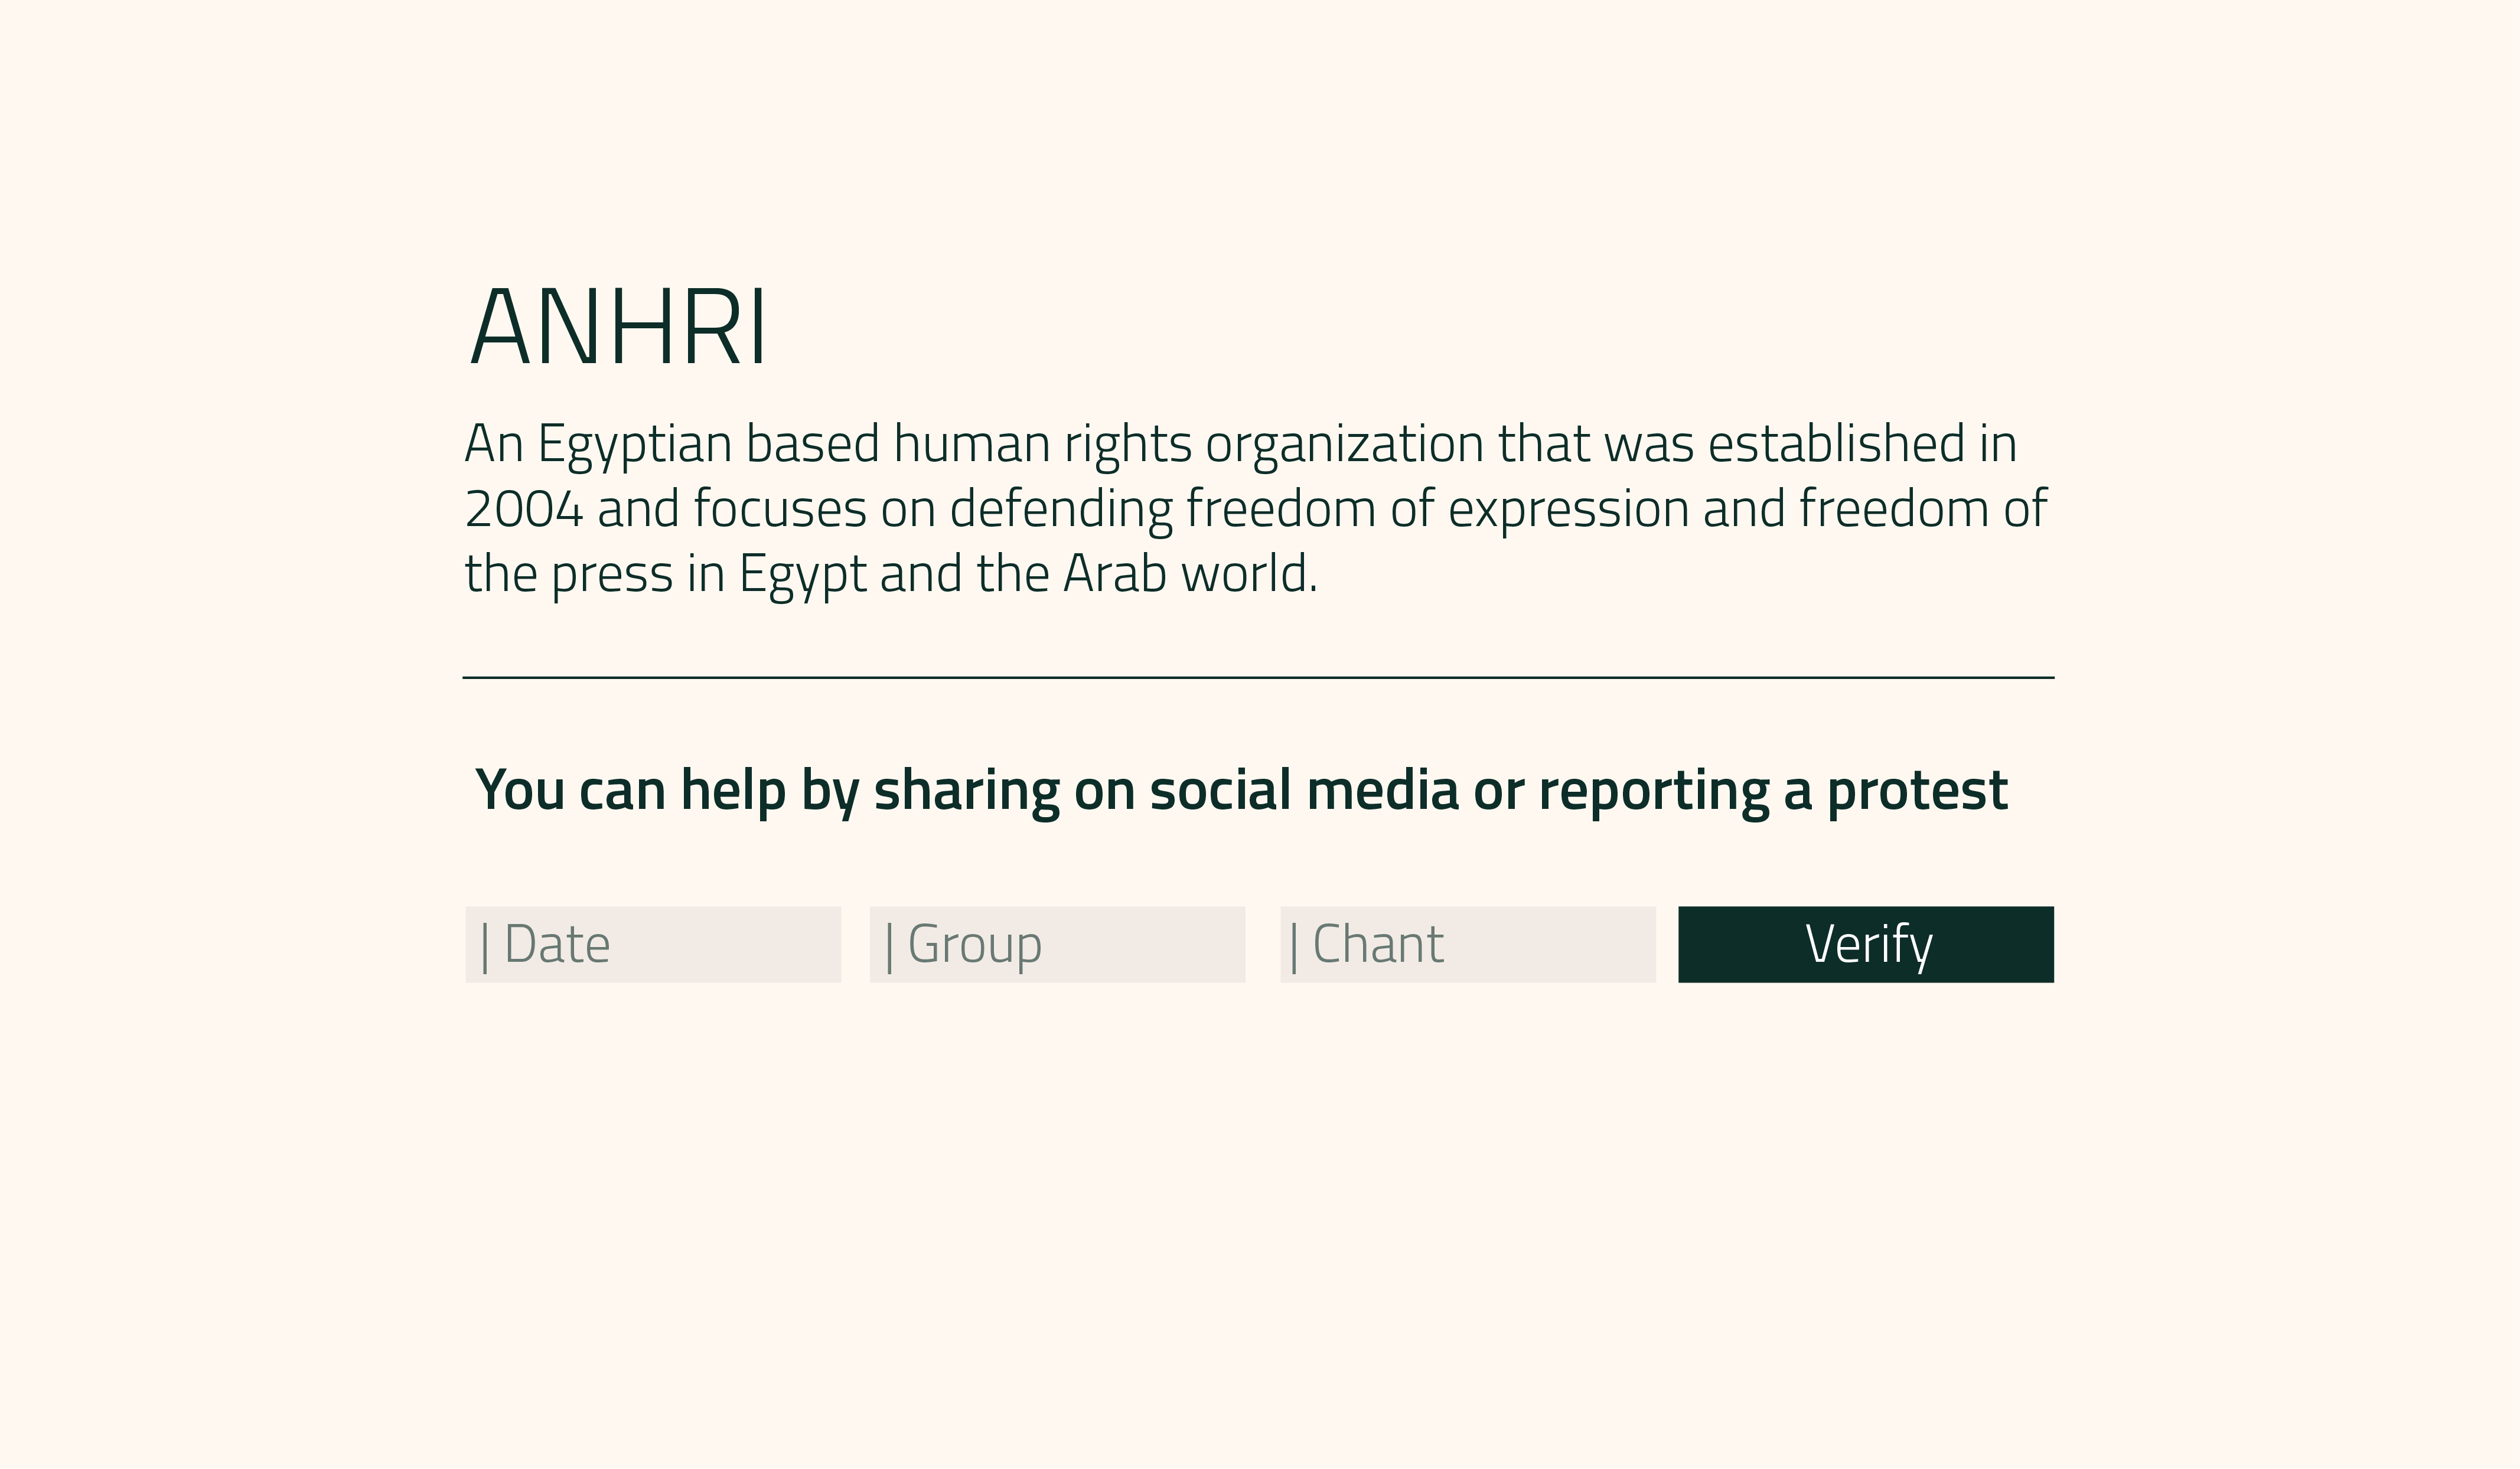 ANHRI
An Egyptian based human rights organization that was established in
2004 and focuses on defending freedom of expression and freedom of
the press in Egypt and the Arab world.
You can help by sharing on social media or reporting a protest
| Date
| Group
| Chant
Verify